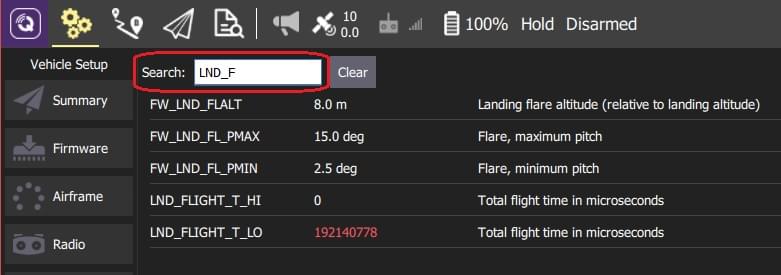 10
0.0
100% Hold Disarmed
Vehicle Setup
Search: LND_F Clear
Summary
FW_LND_FLALT 8.0 m Landing flare altitude (relative to landing altitude)
FW_LND_FL_PMAX 15.0 deg Flare, maximum pitch
Firmware
FW_LND_FL_PMIN 2.5 deg Flare, minimum pitch
Airframe
LND_FLIGHT_T_HI 0 Total flight time in microseconds
Radio
LND_FLIGHT_T_LO 192140778 Total flight time in microseconds